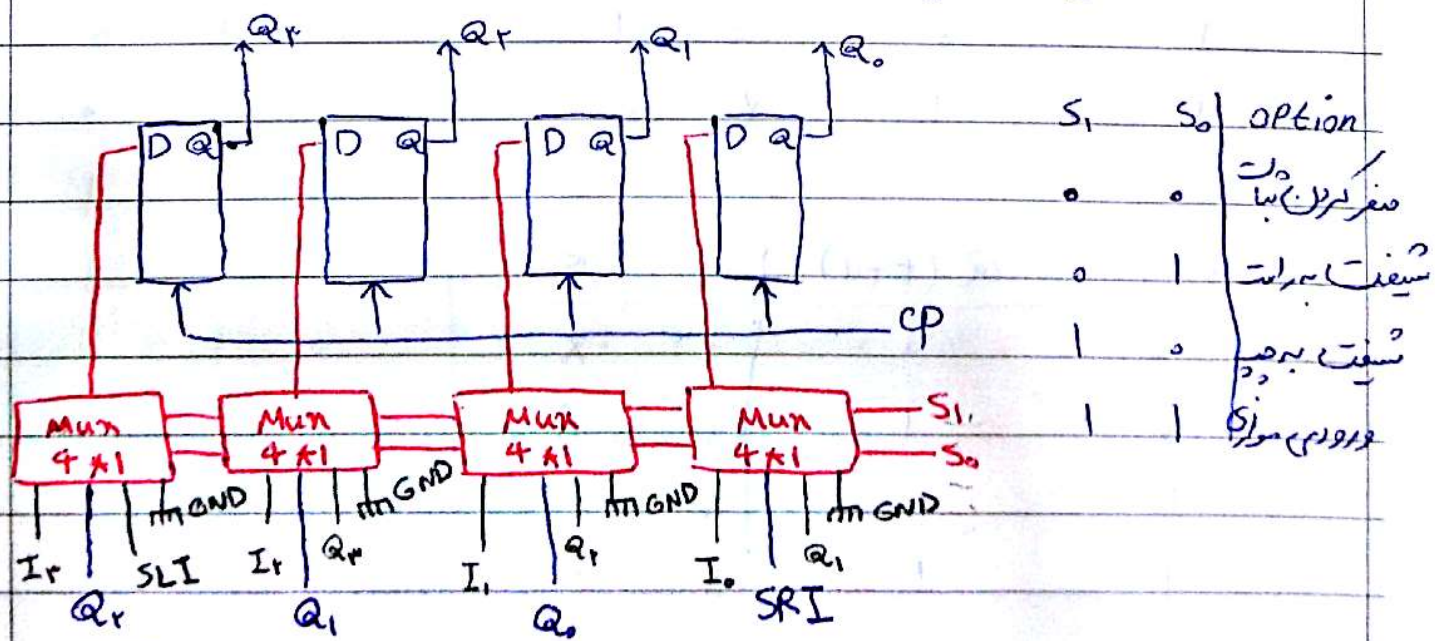 Q۳ Q۲ Q۱ Q۰
S۱ S۰ option
D Q D Q D Q D Q
۰ ۰ صفر کردن ثبات
۰ ۱ شیفت به راست
CP
۱ ۰ شیفت به چپ
Mux 4*1 Mux 4*1 Mux 4*1 Mux 4*1 S۱ S۰
۱ ۱ ورودی موازی
GND GND GND GND
I۳ SLI I۲ Q۳ I۱ Q۲ I۰ Q۱
Q۲ Q۱ Q۰ SRI